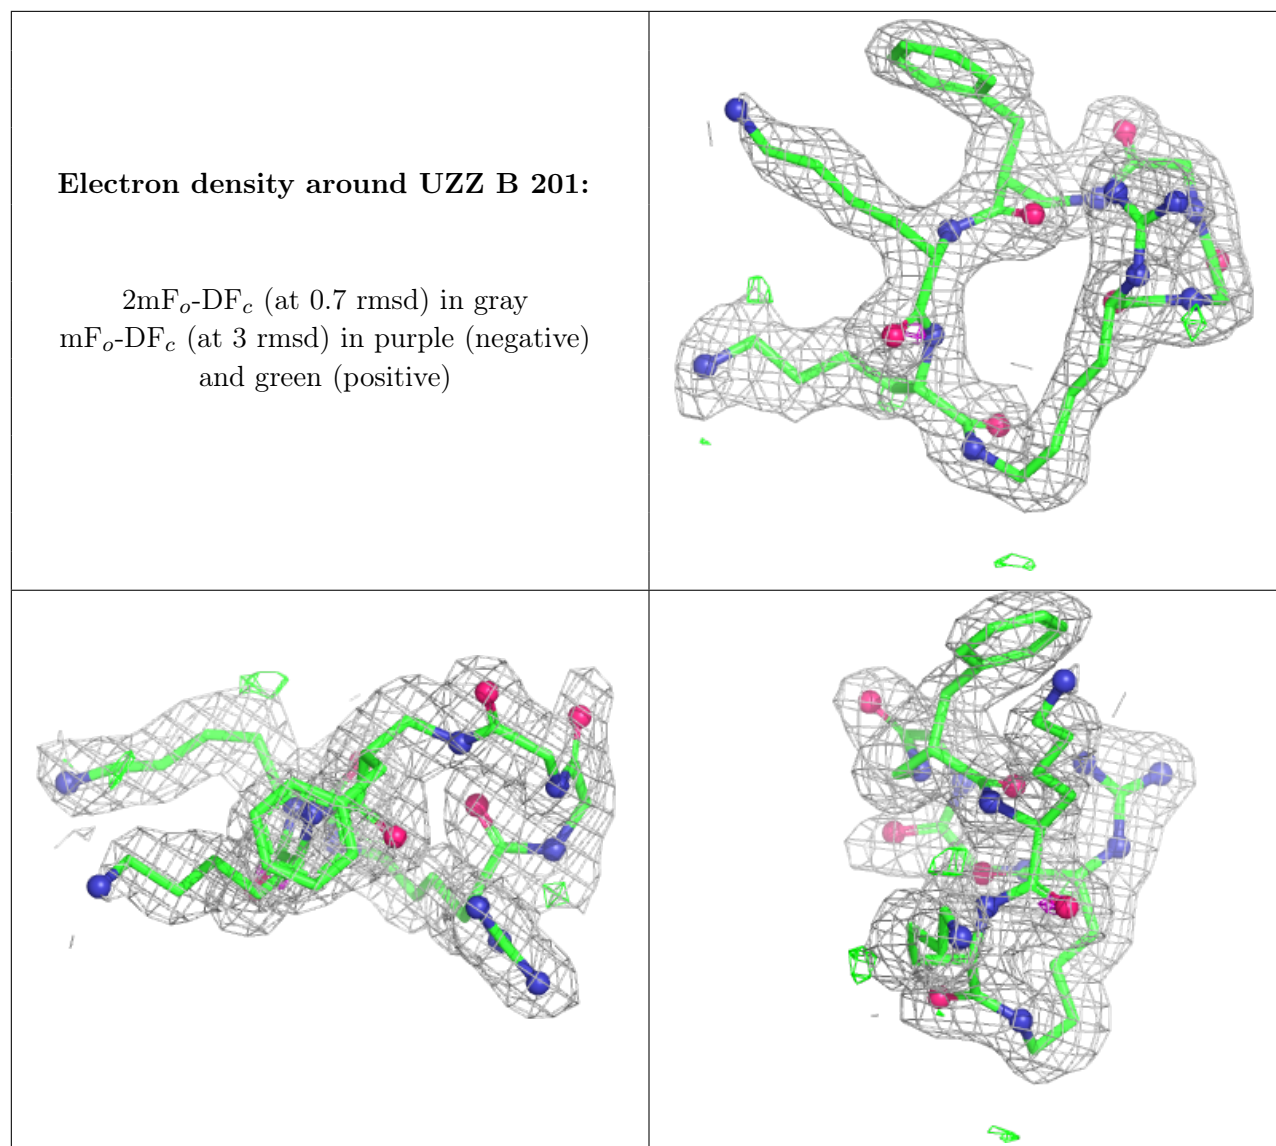 Electron density around UZZ B 201:
2mFo-DFc (at 0.7 rmsd) in gray
mFo-DFc (at 3 rmsd) in purple (negative)
and green (positive)